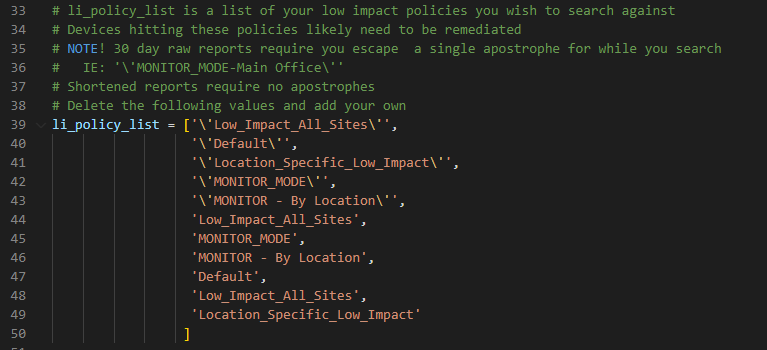 33 # li_policy_list is a list of your low impact policies you wish to search against
34 # Devices hitting these policies likely need to be remediated
35 # NOTE! 30 day raw reports require you escape  a single apostrophe for while you search
36 #   IE: '\'MONITOR_MODE-Main Office\''
37 # Shortened reports require no apostrophes
38 # Delete the following values and add your own
39 li_policy_list = ['\'Low_Impact_All_Sites\'',
40 '\'Default\'',
41 '\'Location_Specific_Low_Impact\'',
42 '\'MONITOR_MODE\'',
43 '\'MONITOR - By Location\'',
44 'Low_Impact_All_Sites',
45 'MONITOR_MODE',
46 'MONITOR - By Location',
47 'Default',
48 'Low_Impact_All_Sites',
49 'Location_Specific_Low_Impact'
50 ]